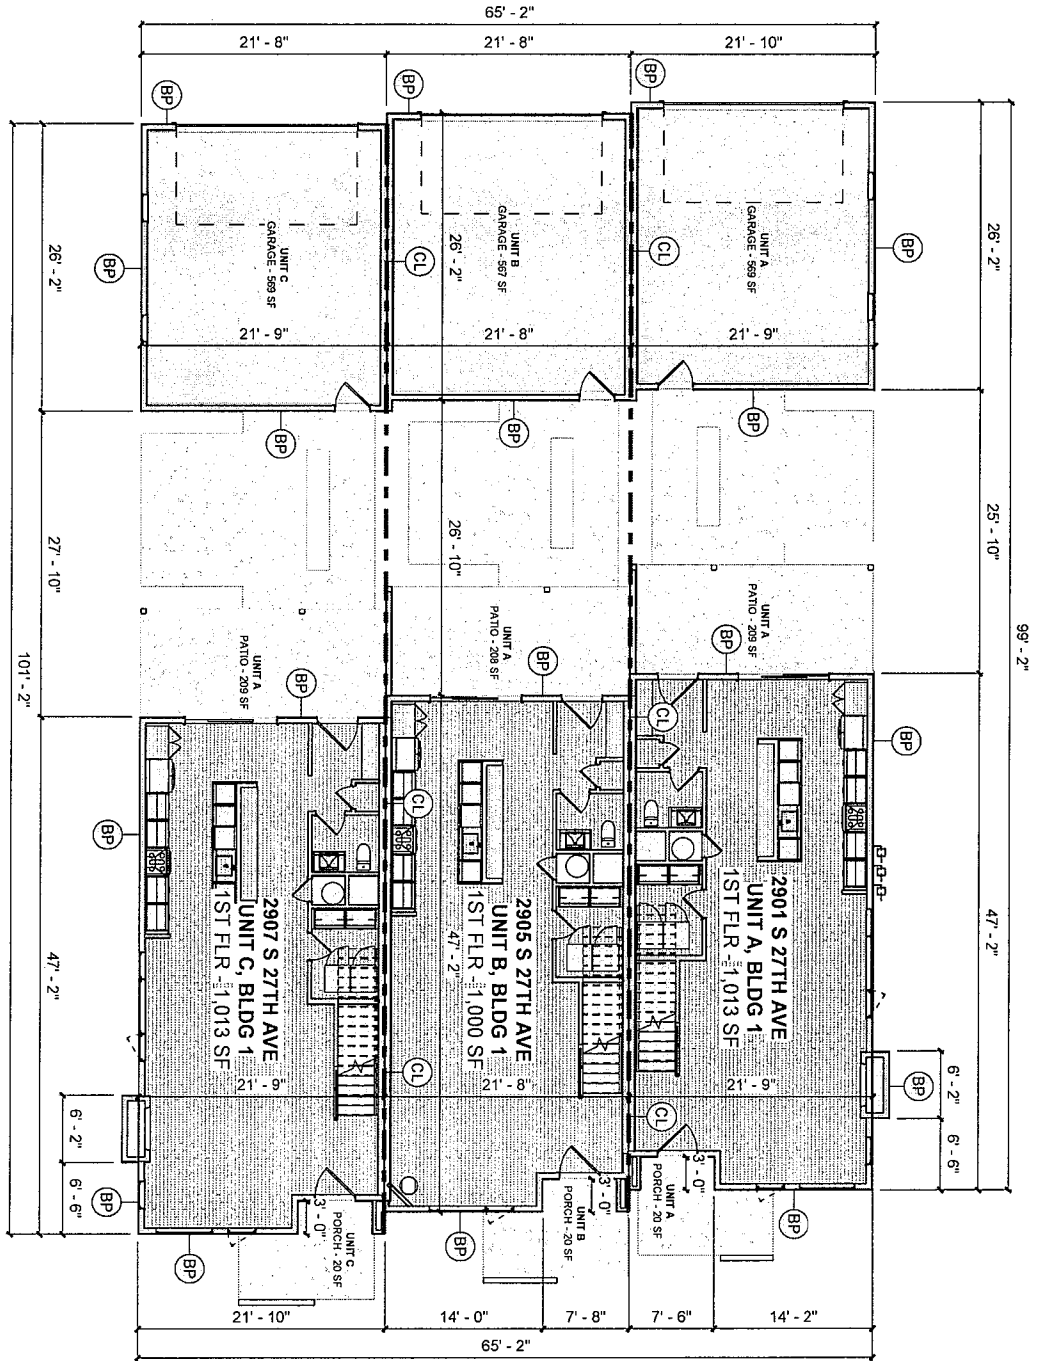 65' - 2"
21' - 8"
21' - 8"
21' - 10"
BP
BP
BP
26' - 2"
UNIT C
GARAGE - 569 SF
BP
26' - 2"
UNIT B
GARAGE - 567 SF
CL
UNIT A
GARAGE - 569 SF
CL
BP
26' - 2"
21' - 9"
21' - 8"
21' - 9"
BP
BP
BP
101' - 2"
27' - 10"
26' - 10"
25' - 10"
99' - 2"
UNIT A
PATIO - 209 SF
UNIT A
PATIO - 208 SF
UNIT A
PATIO - 209 SF
BP
BP
BP
CL
BP
BP
CL
2907 S 27TH AVE
UNIT C, BLDG 1
1ST FLR - 1,013 SF
2905 S 27TH AVE
UNIT B, BLDG 1
1ST FLR - 1,000 SF
2901 S 27TH AVE
UNIT A, BLDG 1
1ST FLR - 1,013 SF
47' - 2"
47' - 2"
47' - 2"
21' - 9"
CL
21' - 8"
CL
21' - 9"
BP
6' - 2"
6' - 6"
6' - 2"
6' - 6"
BP
BP
3' - 0"
UNIT C
PORCH - 20 SF
BP
3' - 0"
UNIT B
PORCH - 20 SF
3' - 0"
UNIT A
PORCH - 20 SF
BP
21' - 10"
14' - 0"
7' - 8"
7' - 6"
14' - 2"
65' - 2"